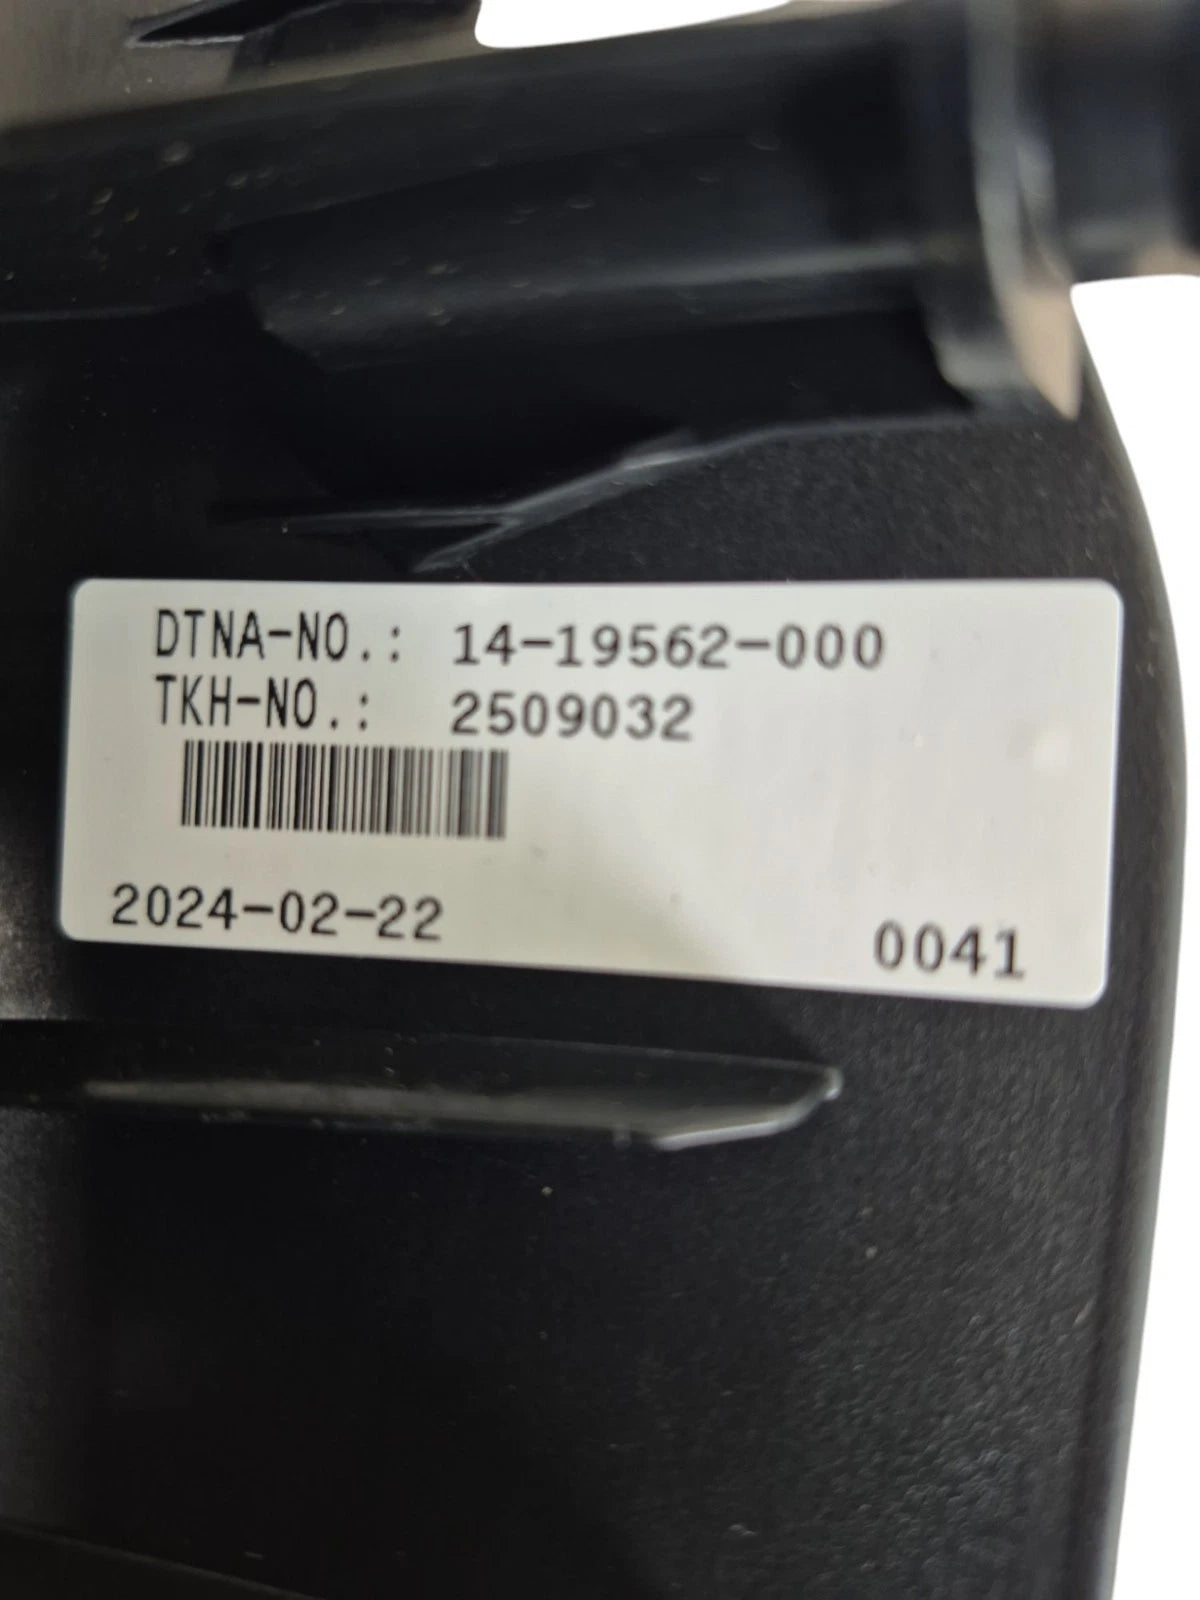 DTNA-NO.: 14-19562-000
TKH-NO.: 2509032
2024-02-22
0041